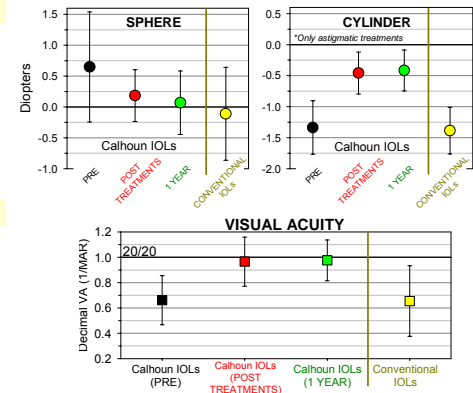 SPHERE
1.5
1.0
0.5
0.0
-0.5
-1.0
Diopters
Calhoun IOLs
PRE
POST
TREATMENTS
1 YEAR
CONVENTIONAL
IOLs
CYLINDER
*Only astigmatic treatments
0.5
0.0
-0.5
-1.0
-1.5
-2.0
Calhoun IOLs
PRE
POST
TREATMENTS
1 YEAR
CONVENTIONAL
IOLs
VISUAL ACUITY
1.2
1.0
0.8
0.6
0.4
0.2
Decimal VA (1/MAR)
20/20
Calhoun IOLs
(PRE)
Calhoun IOLs
(POST
TREATMENTS)
Calhoun IOLs
(1 YEAR)
Conventional
IOLs